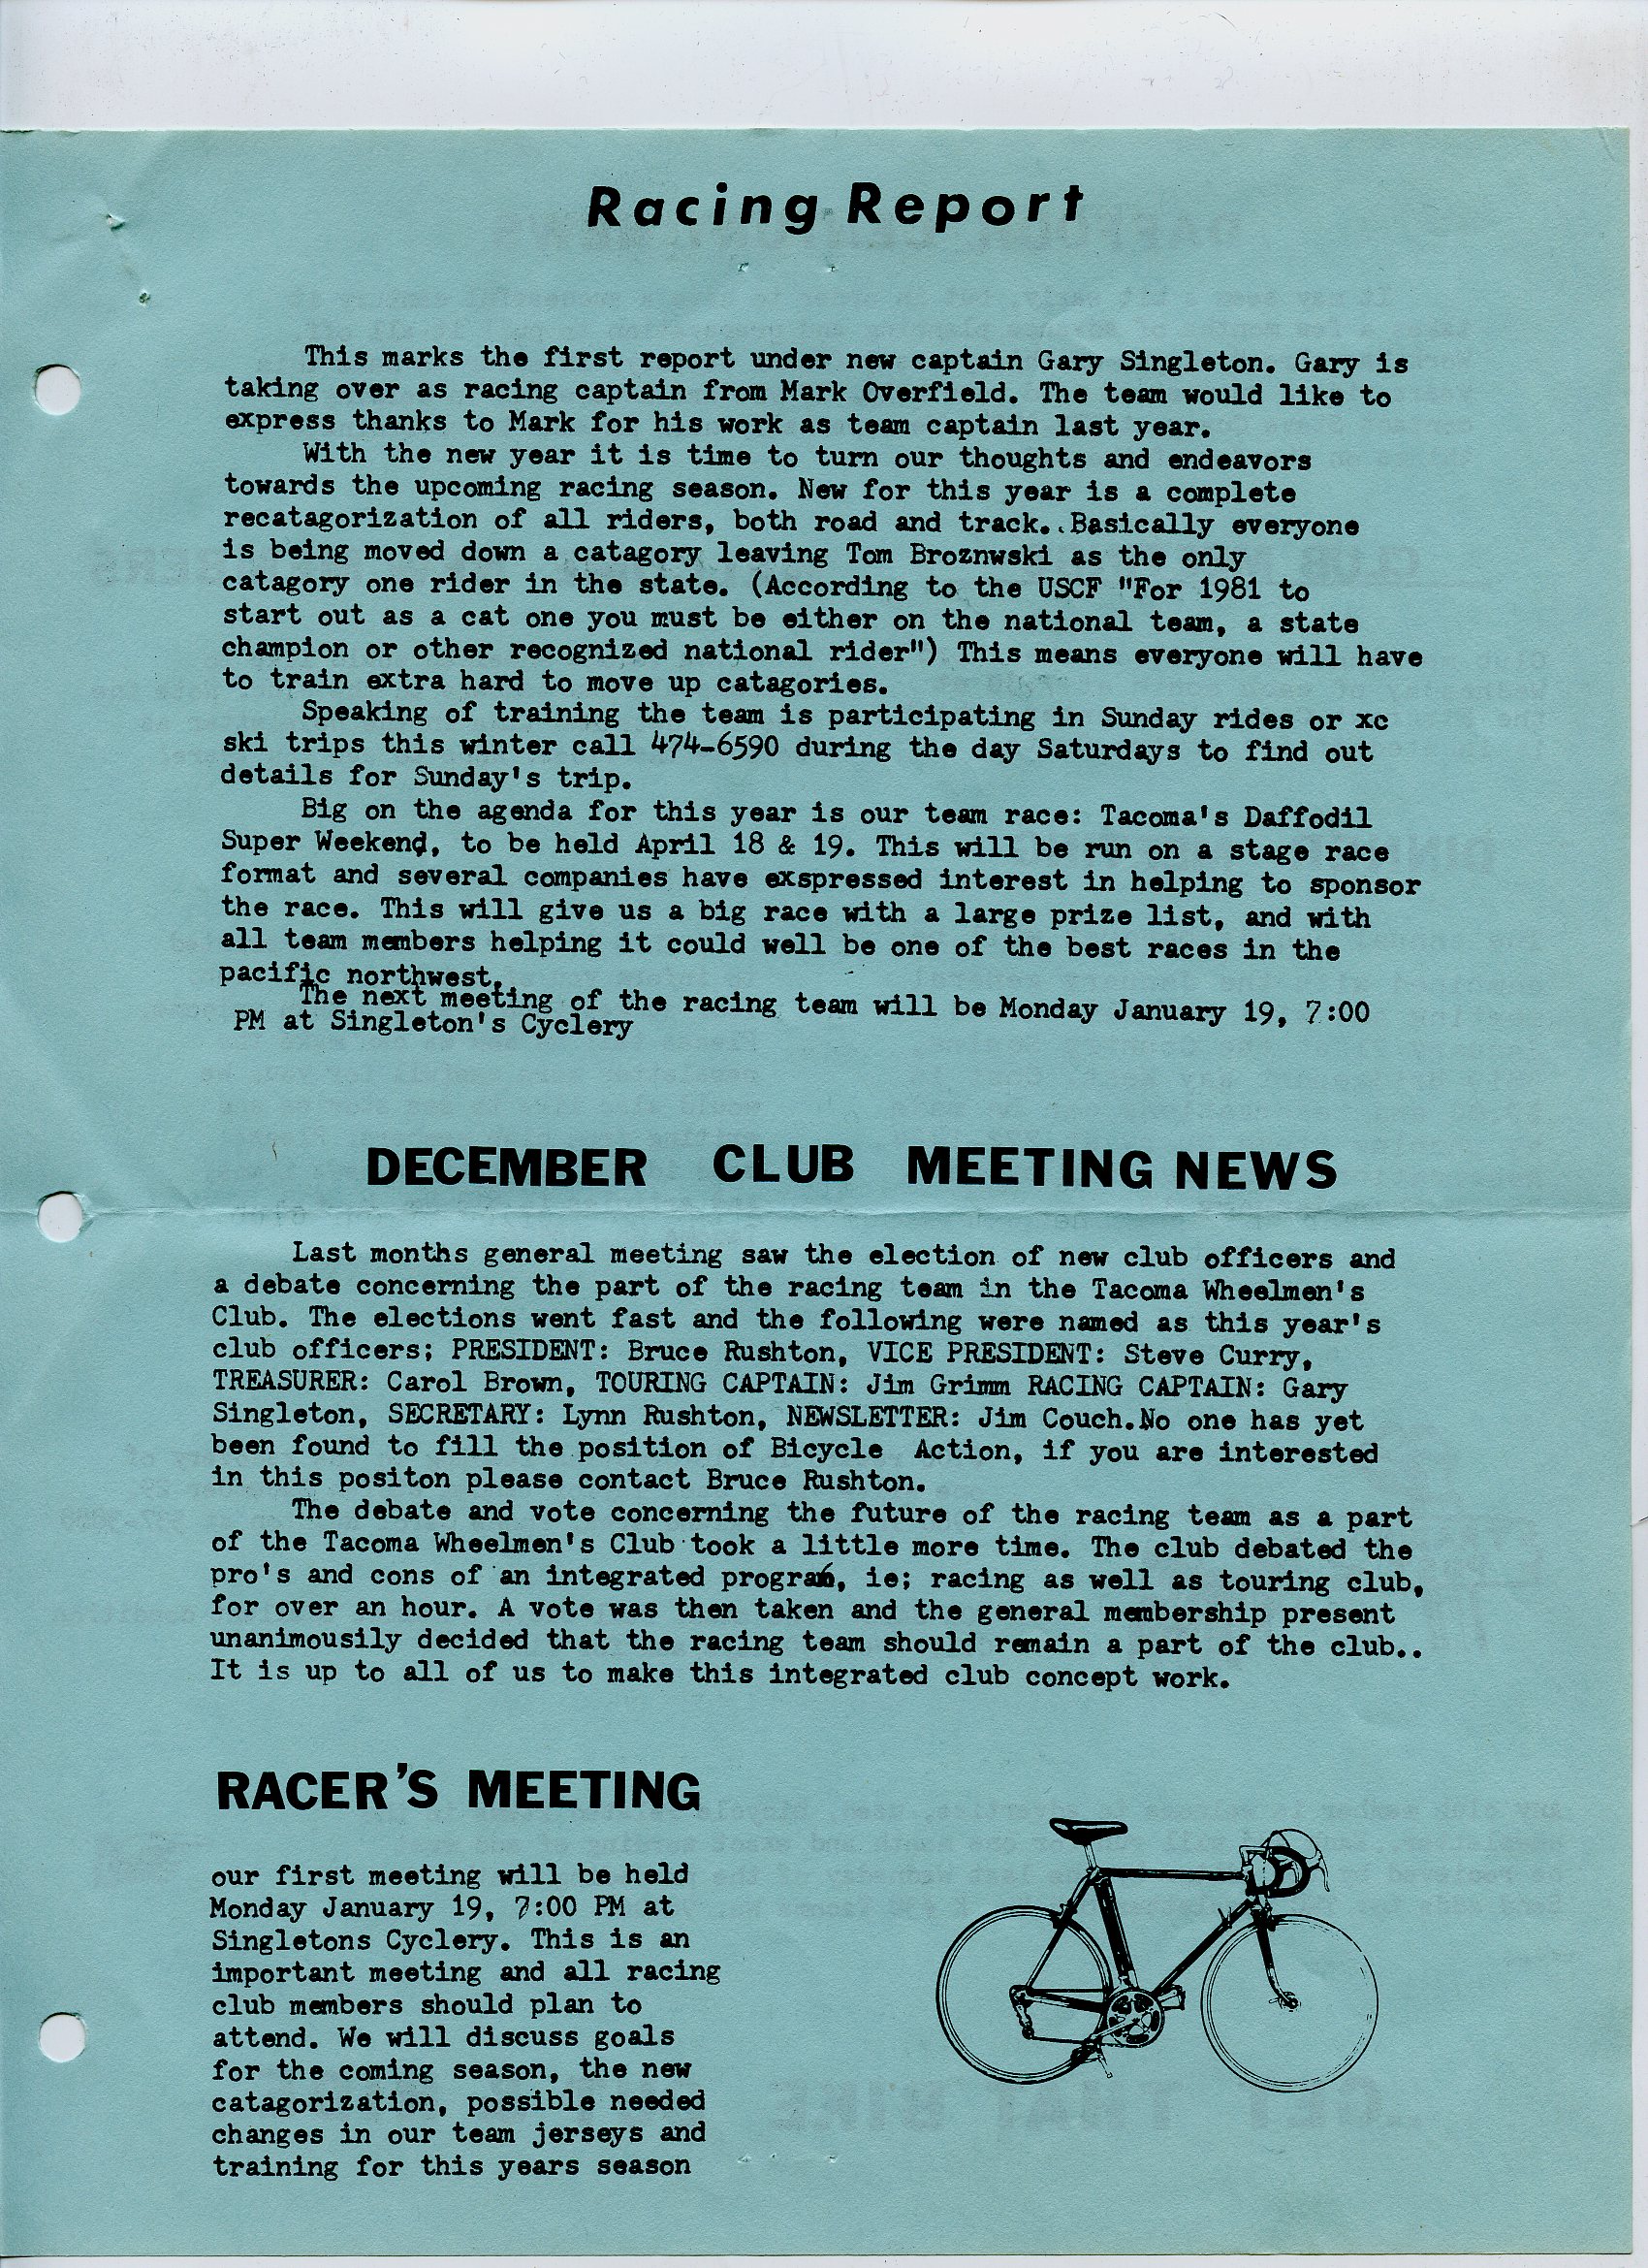 Racing Report
This marks the first report under new captain Gary Singleton. Gary is
taking over as racing captain from Mark Overfield. The team would like to
express thanks to Mark for his work as team captain last year.
With the new year it is time to turn our thoughts and endeavors
towards the upcoming racing season. New for this year is a complete
recatagorization of all riders, both road and track. Basically everyone
is being moved down a catagory leaving Tom Broznwski as the only
catagory one rider in the state. (According to the USCF "For 1981 to
start out as a cat one you must be either on the national team, a state
champion or other recognized national rider") This means everyone will have
to train extra hard to move up catagories.
Speaking of training the team is participating in Sunday rides or xc
ski trips this winter call 474-6590 during the day Saturdays to find out
details for Sunday's trip.
Big on the agenda for this year is our team race: Tacoma's Daffodil
Super Weekend, to be held April 18 & 19. This will be run on a stage race
format and several companies have exspressed interest in helping to sponsor
the race. This will give us a big race with a large prize list, and with
all team members helping it could well be one of the best races in the
pacific northwest.
The next meeting of the racing team will be Monday January 19, 7:00
PM at Singleton's Cyclery
DECEMBER CLUB MEETING NEWS
Last months general meeting saw the election of new club officers and
a debate concerning the part of the racing team in the Tacoma Wheelmen's
Club. The elections went fast and the following were named as this year's
club officers; PRESIDENT: Bruce Rushton, VICE PRESIDENT: Steve Curry,
TREASURER: Carol Brown, TOURING CAPTAIN: Jim Grimm RACING CAPTAIN: Gary
Singleton, SECRETARY: Lynn Rushton, NEWSLETTER: Jim Couch.No one has yet
been found to fill the position of Bicycle Action, if you are interested
in this positon please contact Bruce Rushton.
The debate and vote concerning the future of the racing team as a part
of the Tacoma Wheelmen's Club took a little more time. The club debated the
pro's and cons of an integrated program, ie; racing as well as touring club,
for over an hour. A vote was then taken and the general membership present
unanimousily decided that the racing team should remain a part of the club..
It is up to all of us to make this integrated club concept work.
RACER'S MEETING
our first meeting will be held
Monday January 19, 7:00 PM at
Singletons Cyclery. This is an
important meeting and all racing
club members should plan to
attend. We will discuss goals
for the coming season, the new
catagorization, possible needed
changes in our team jerseys and
training for this years season